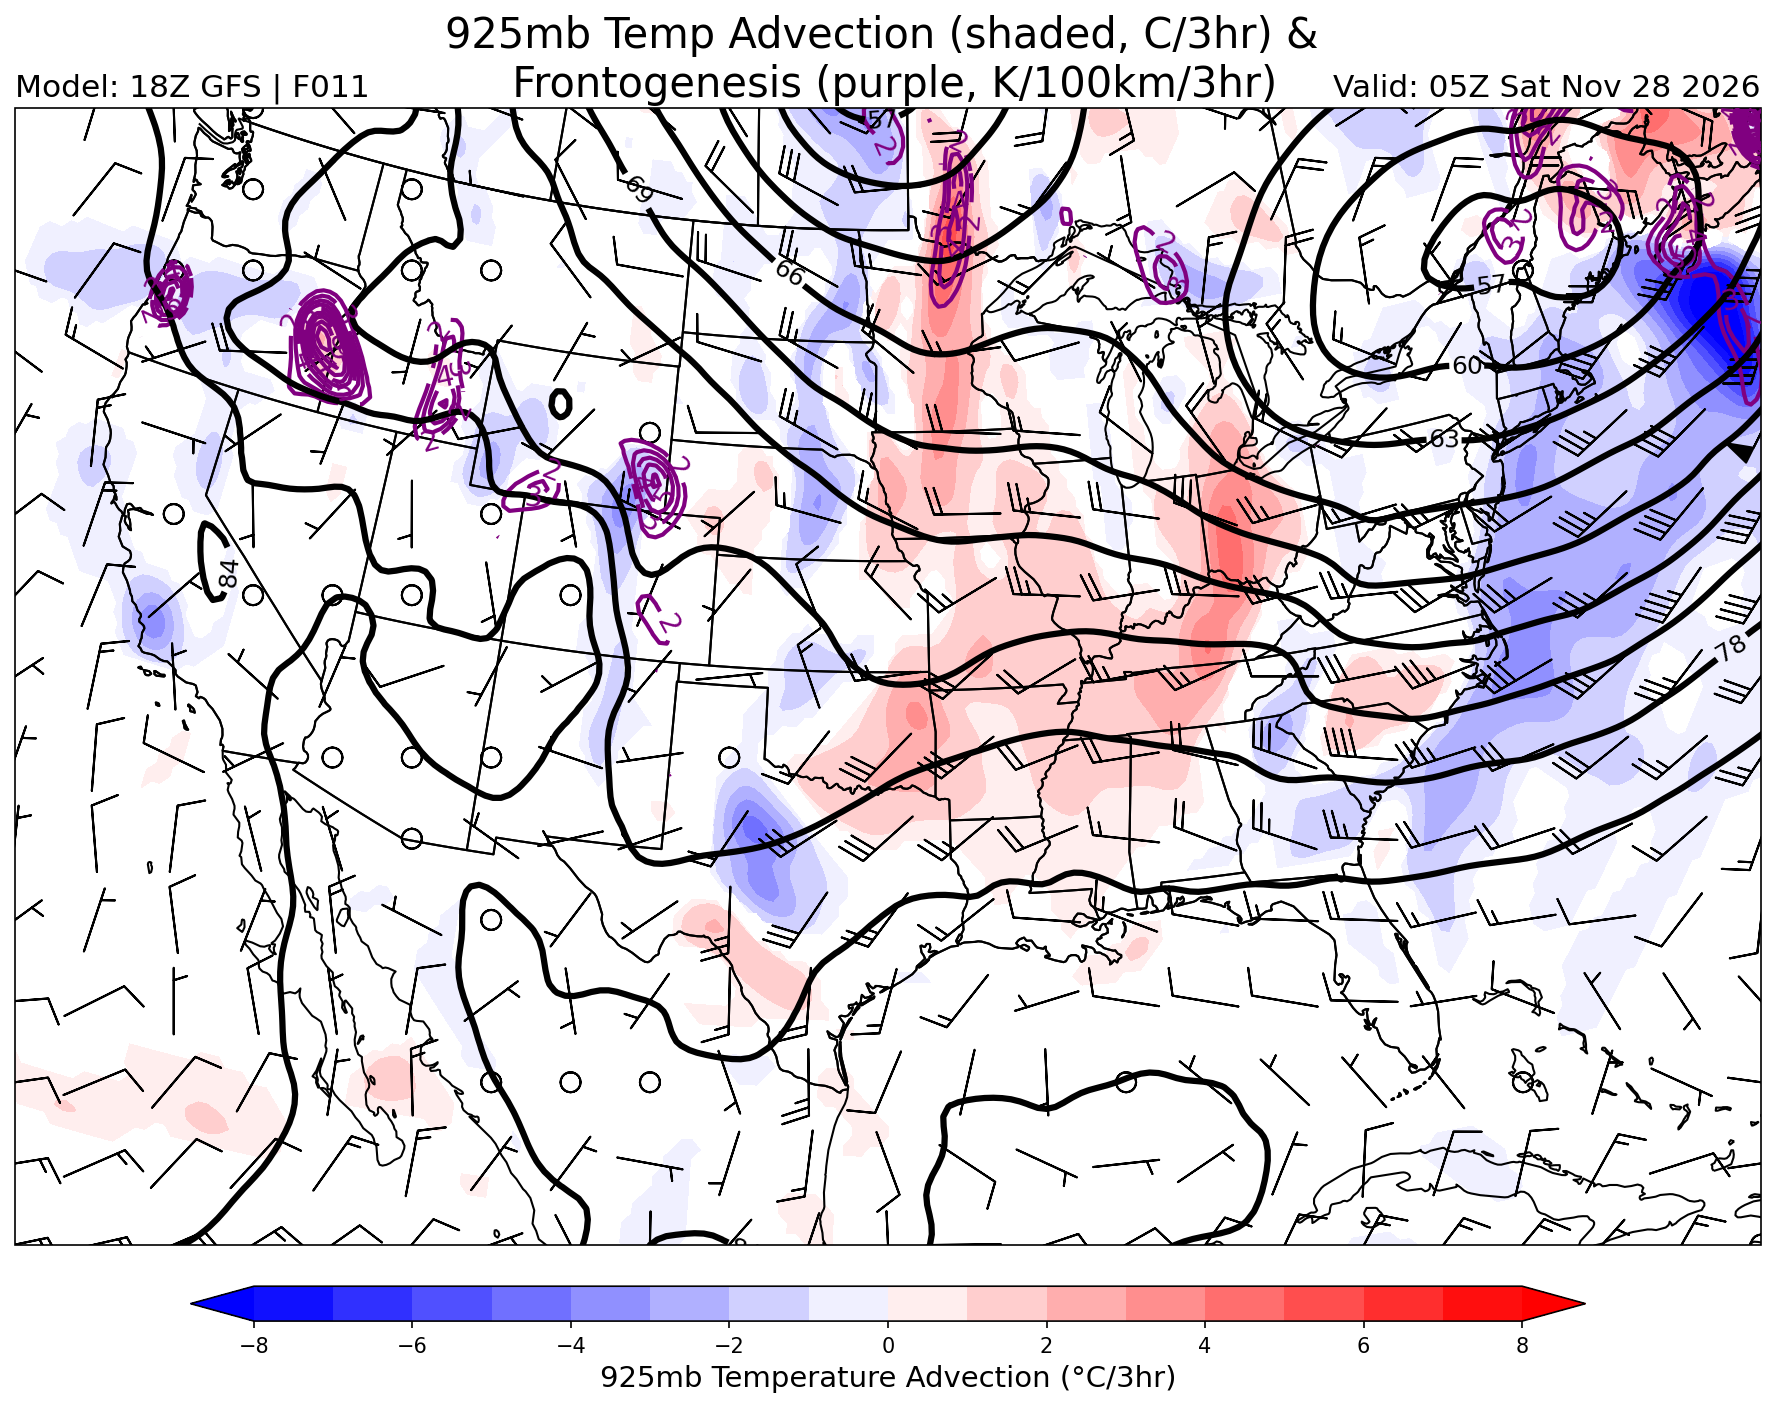 925mb Temp Advection (shaded, C/3hr) &
Frontogenesis (purple, K/100km/3hr)
Model: 18Z GFS | F011
Valid: 05Z Sat Nov 28 2026
57
69
66
57
60
63
84
78
−8 −6 −4 −2 0 2 4 6 8
925mb Temperature Advection (°C/3hr)